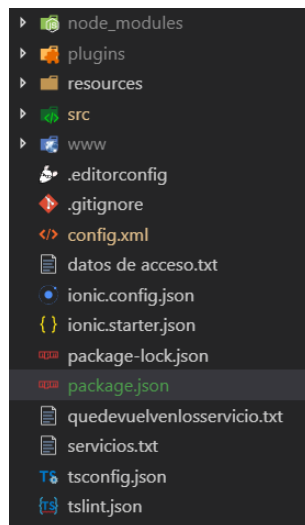 node_modules
plugins
resources
src
www
.editorconfig
.gitignore
config.xml
datos de acceso.txt
ionic.config.json
ionic.starter.json
package-lock.json
package.json
quedevuelvenlosservicio.txt
servicios.txt
tsconfig.json
tslint.json